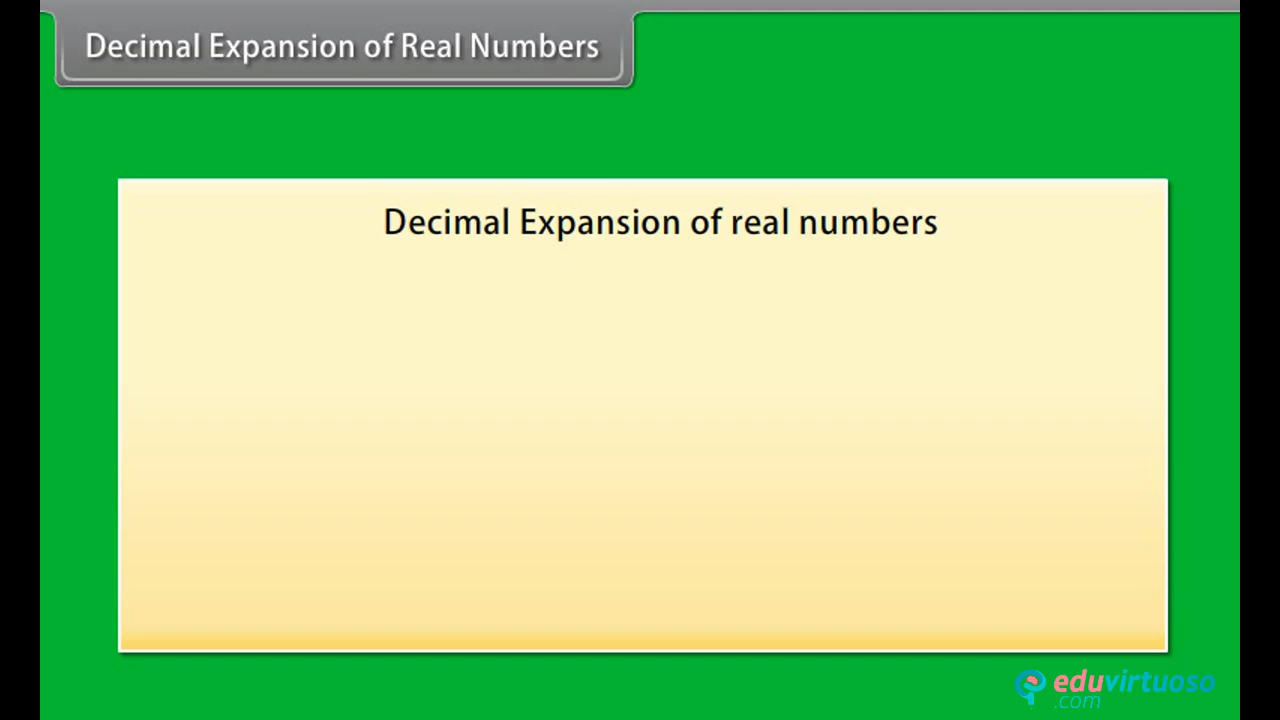 Decimal Expansion of Real Numbers
Decimal Expansion of real numbers
eduvirtuoso
.com